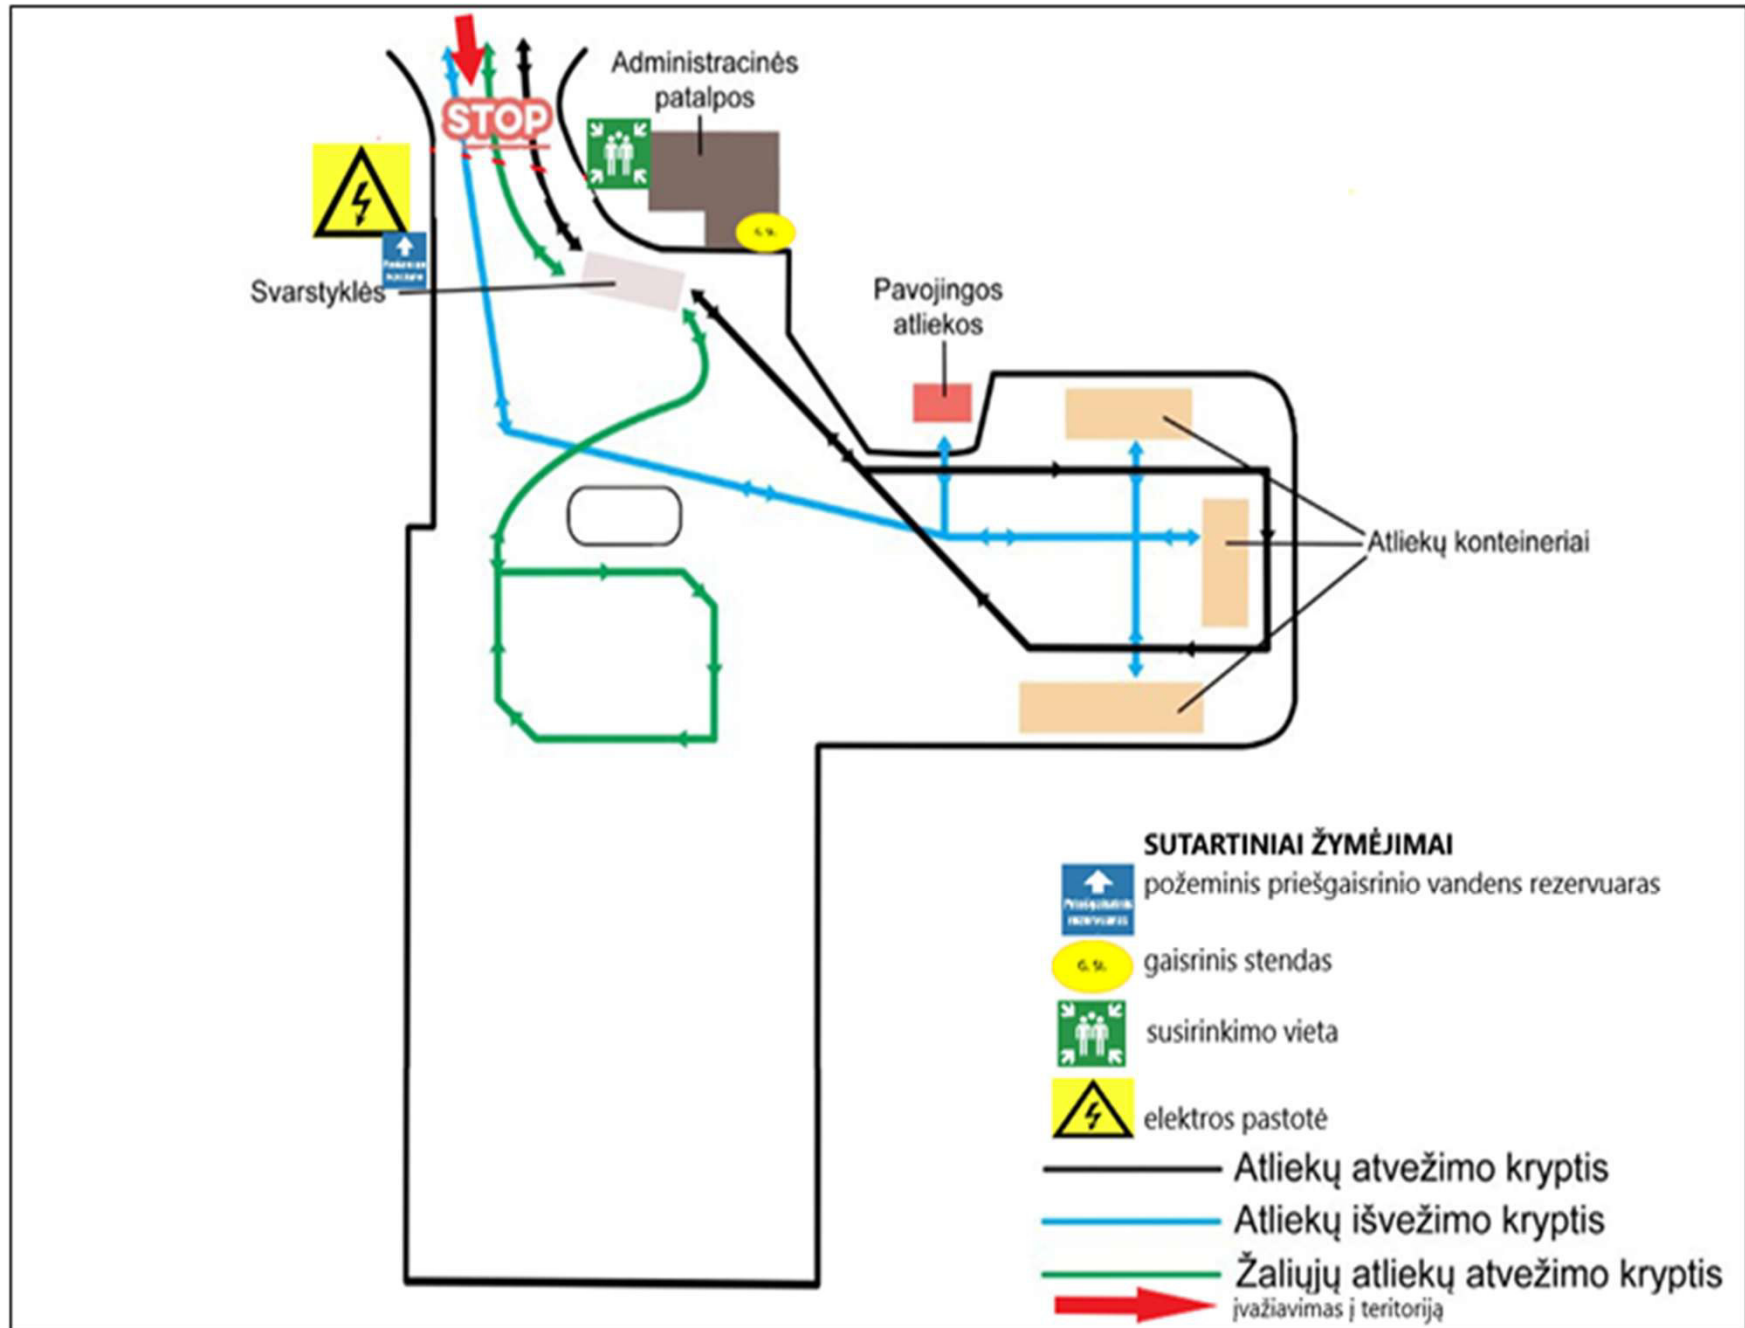 STOP
Administracinės
patalpos
Svarstyklės
Pavojingos
atliekos
Atliekų konteineriai
SUTARTINIAI ŽYMĖJIMAI
požeminis priešgaisrinio vandens rezervuaras
G. St.
gaisrinis stendas
susirinkimo vieta
elektros pastotė
Atliekų atvežimo kryptis
Atliekų išvežimo kryptis
Žaliųjų atliekų atvežimo kryptis
įvažiavimas į teritoriją